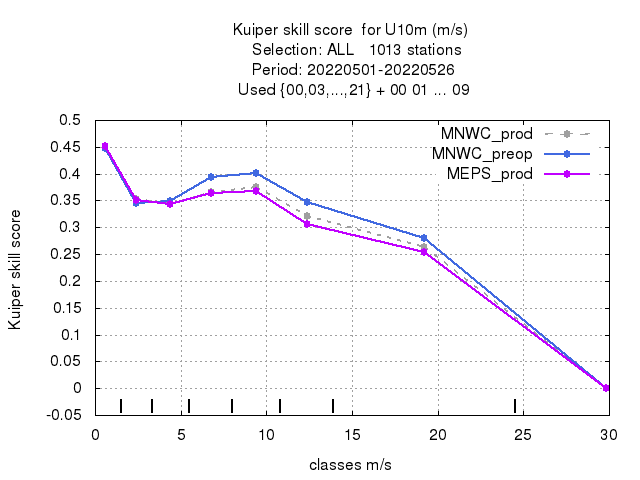 Kuiper skill score  for U10m (m/s)
Selection: ALL   1013 stations
Period: 20220501-20220526
Used {00,03,...,21} + 00 01 ... 09
MNWC_prod
MNWC_preop
MEPS_prod
Kuiper skill score
0.5
0.45
0.4
0.35
0.3
0.25
0.2
0.15
0.1
0.05
0
-0.05
0 5 10 15 20 25 30
classes m/s